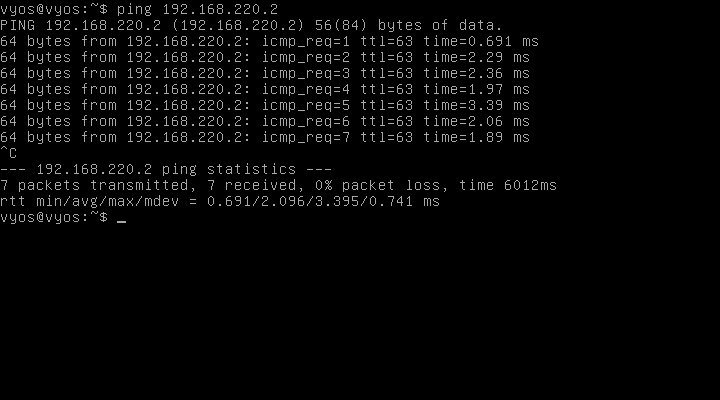 vyos@vyos:~$ ping 192.168.220.2
PING 192.168.220.2 (192.168.220.2) 56(84) bytes of data.
64 bytes from 192.168.220.2: icmp_req=1 ttl=63 time=0.691 ms
64 bytes from 192.168.220.2: icmp_req=2 ttl=63 time=2.29 ms
64 bytes from 192.168.220.2: icmp_req=3 ttl=63 time=2.36 ms
64 bytes from 192.168.220.2: icmp_req=4 ttl=63 time=1.97 ms
64 bytes from 192.168.220.2: icmp_req=5 ttl=63 time=3.39 ms
64 bytes from 192.168.220.2: icmp_req=6 ttl=63 time=2.06 ms
64 bytes from 192.168.220.2: icmp_req=7 ttl=63 time=1.89 ms
^C
--- 192.168.220.2 ping statistics ---
7 packets transmitted, 7 received, 0% packet loss, time 6012ms
rtt min/avg/max/mdev = 0.691/2.096/3.395/0.741 ms
vyos@vyos:~$ _